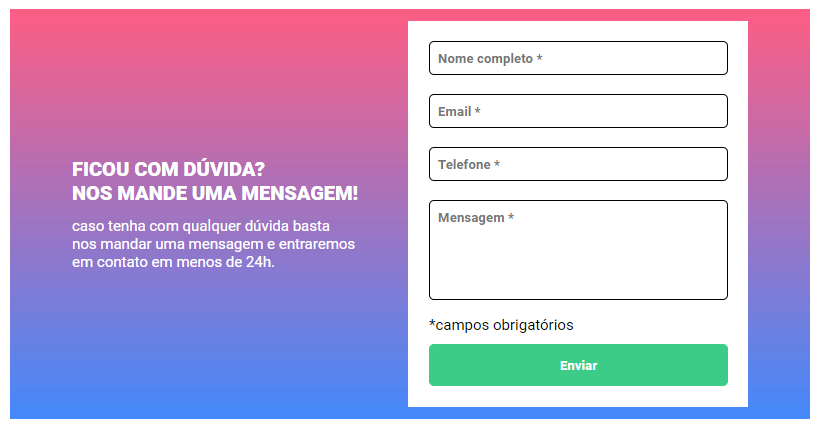 FICOU COM DÚVIDA?
NOS MANDE UMA MENSAGEM!
caso tenha com qualquer dúvida basta
nos mandar uma mensagem e entraremos
em contato em menos de 24h.
Nome completo *
Email *
Telefone *
Mensagem *
*campos obrigatórios
Enviar